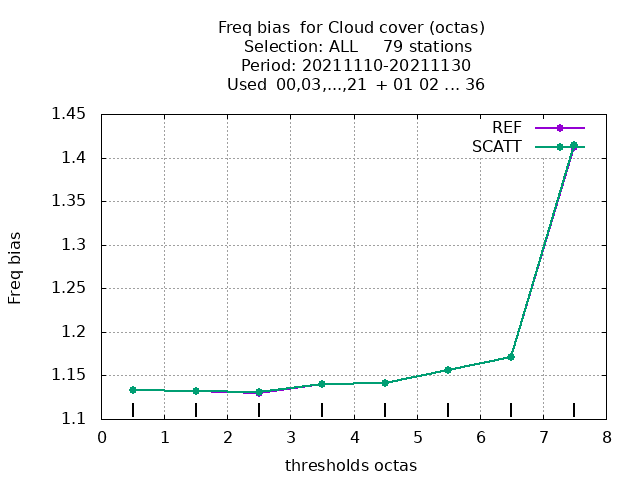 Freq bias  for Cloud cover (octas)
Selection: ALL     79 stations
Period: 20211110-20211130
Used  00,03,...,21  + 01 02 ... 36
REF
SCATT
1.45
1.4
1.35
1.3
1.25
1.2
1.15
1.1
Freq bias
0 1 2 3 4 5 6 7 8
thresholds octas